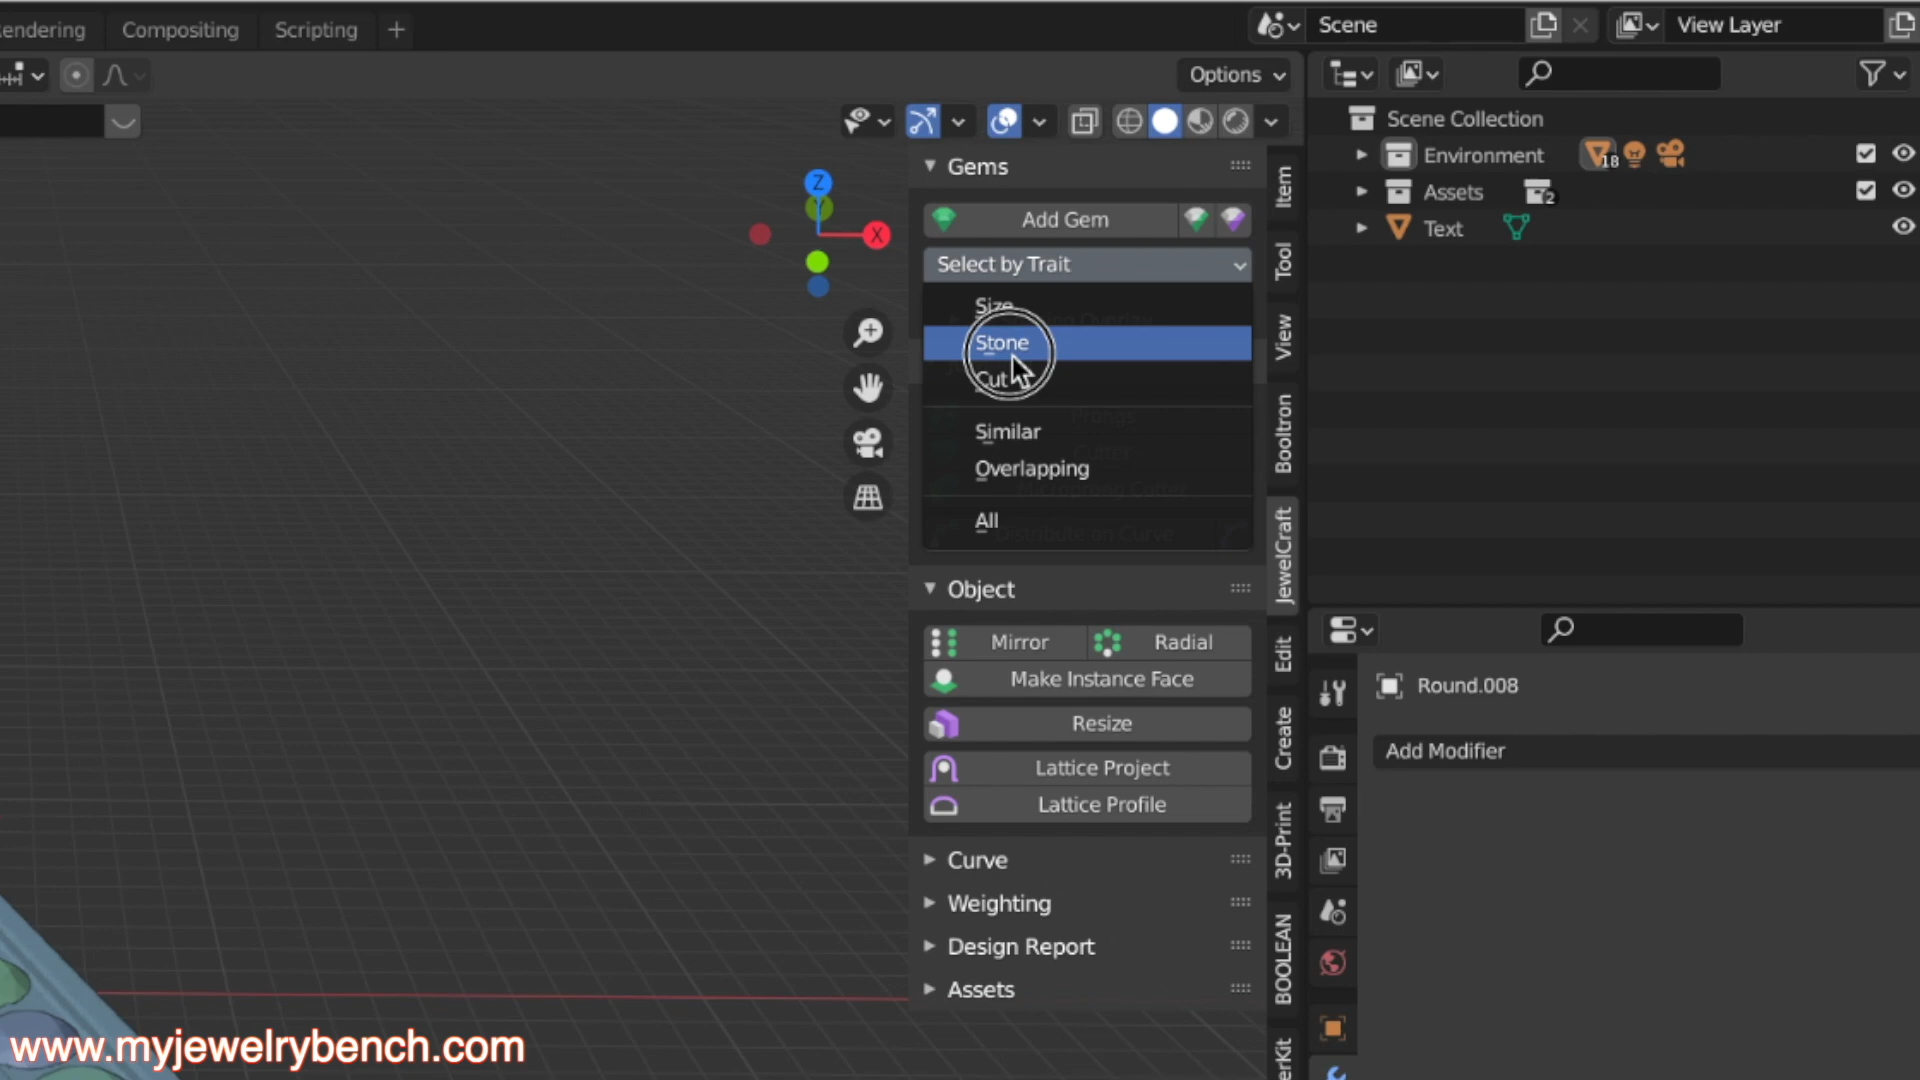 endering
Compositing
Scripting
+
Scene
View Layer
Options
Scene Collection
Environment
18
Assets
2
Text
Z
Y
X
Gems
Add Gem
Select by Trait
Size
Stone
Cut
Similar
Overlapping
All
Object
Mirror
Radial
Make Instance Face
Resize
Lattice Project
Lattice Profile
Curve
Weighting
Design Report
Assets
Item
Tool
View
Booltron
JewelCraft
Edit
Create
3D-Print
BOOLEAN
erKit
Round.008
Add Modifier
www.myjewelrybench.com